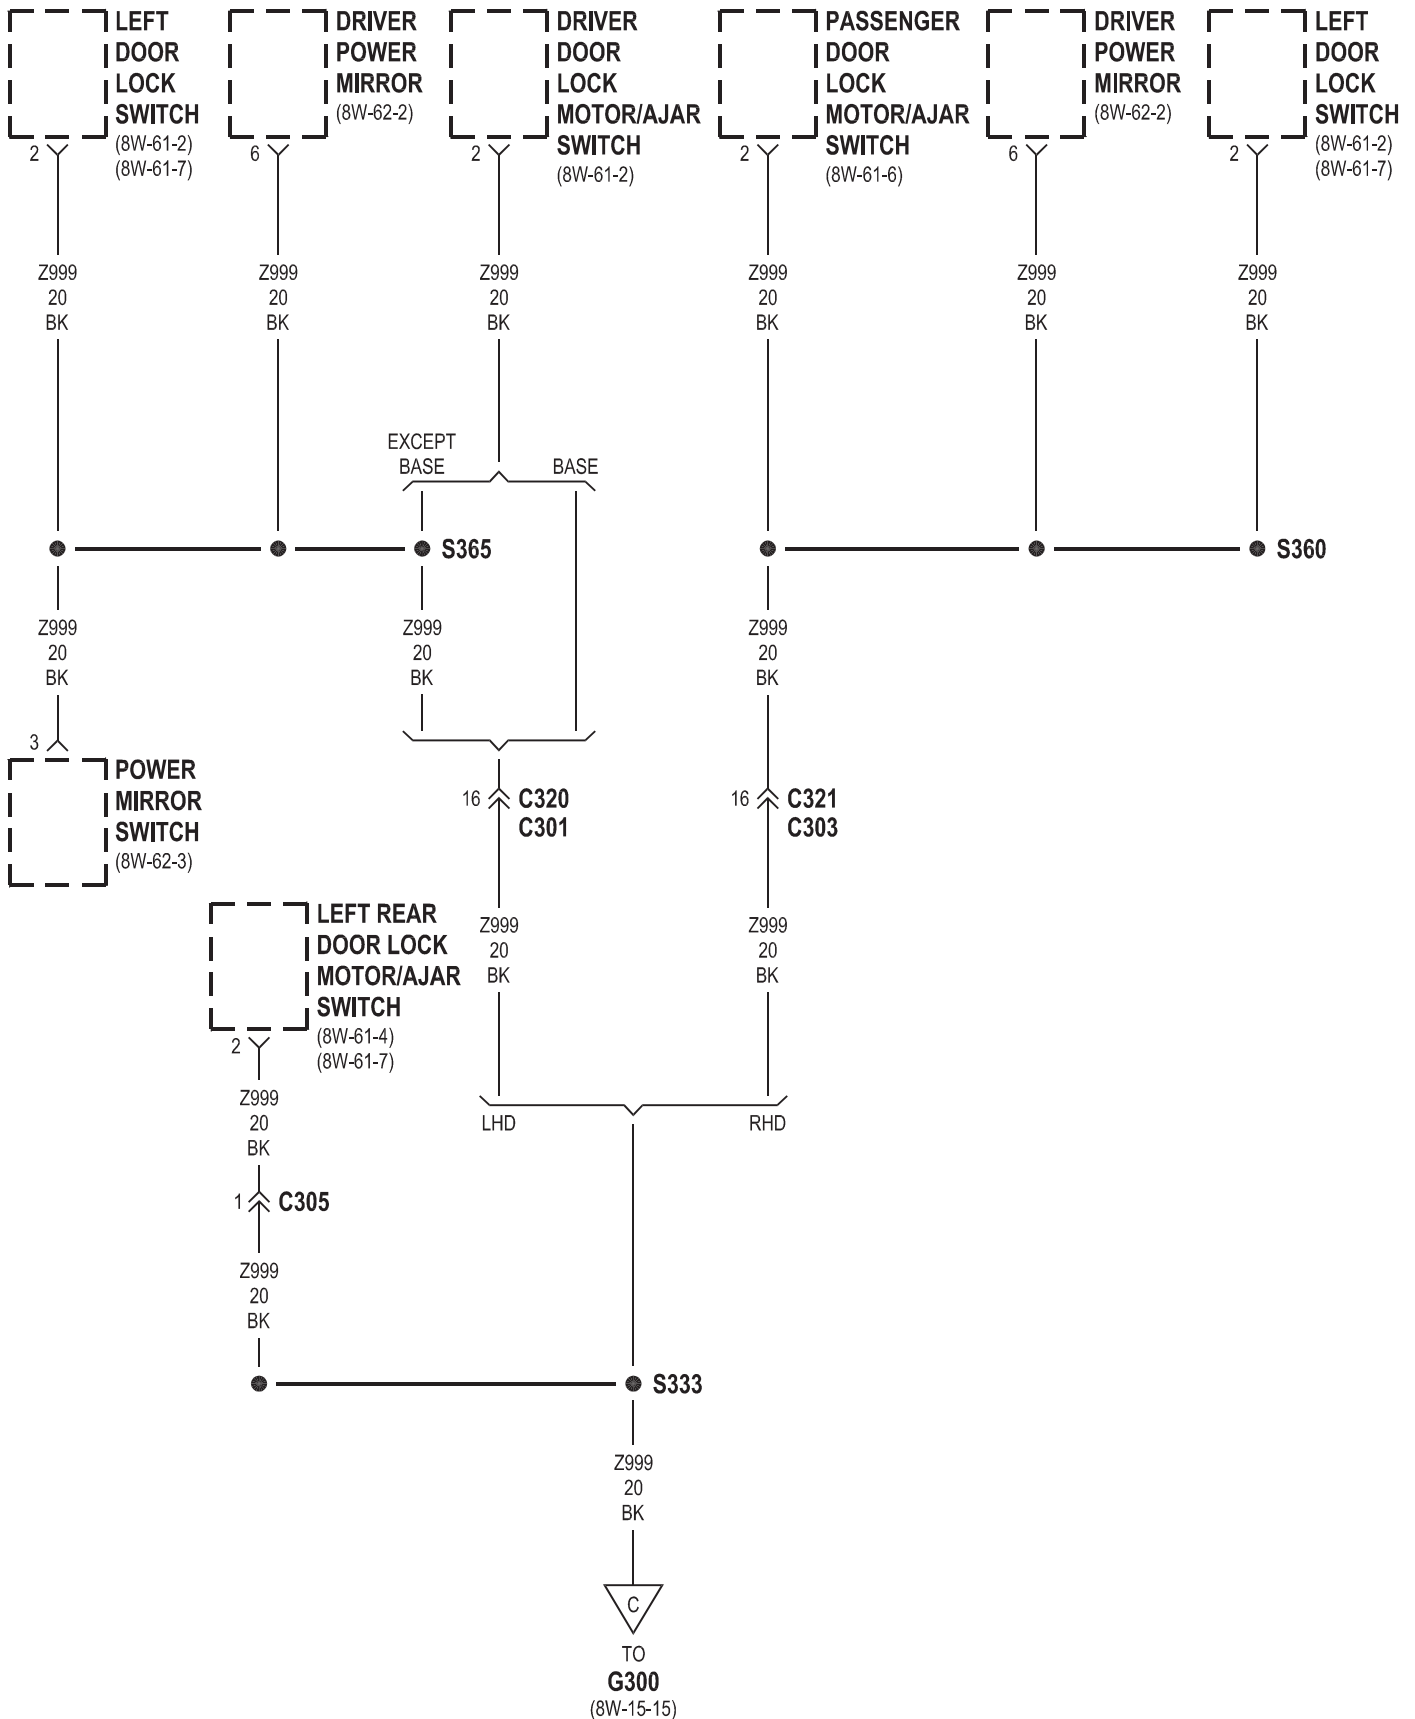 LEFT
DOOR
LOCK
SWITCH
(8W-61-2)
(8W-61-7)
2
DRIVER
POWER
MIRROR
(8W-62-2)
6
DRIVER
DOOR
LOCK
MOTOR/AJAR
SWITCH
(8W-61-2)
2
PASSENGER
DOOR
LOCK
MOTOR/AJAR
SWITCH
(8W-61-6)
2
DRIVER
POWER
MIRROR
(8W-62-2)
6
LEFT
DOOR
LOCK
SWITCH
(8W-61-2)
(8W-61-7)
2
Z999
20
BK
Z999
20
BK
Z999
20
BK
Z999
20
BK
Z999
20
BK
Z999
20
BK
EXCEPT
BASE
BASE
S365
S360
Z999
20
BK
Z999
20
BK
Z999
20
BK
3
POWER
MIRROR
SWITCH
(8W-62-3)
16
C320
C301
16
C321
C303
LEFT REAR
DOOR LOCK
MOTOR/AJAR
SWITCH
(8W-61-4)
(8W-61-7)
2
Z999
20
BK
Z999
20
BK
Z999
20
BK
LHD
RHD
1
C305
Z999
20
BK
S333
Z999
20
BK
C
TO
G300
(8W-15-15)